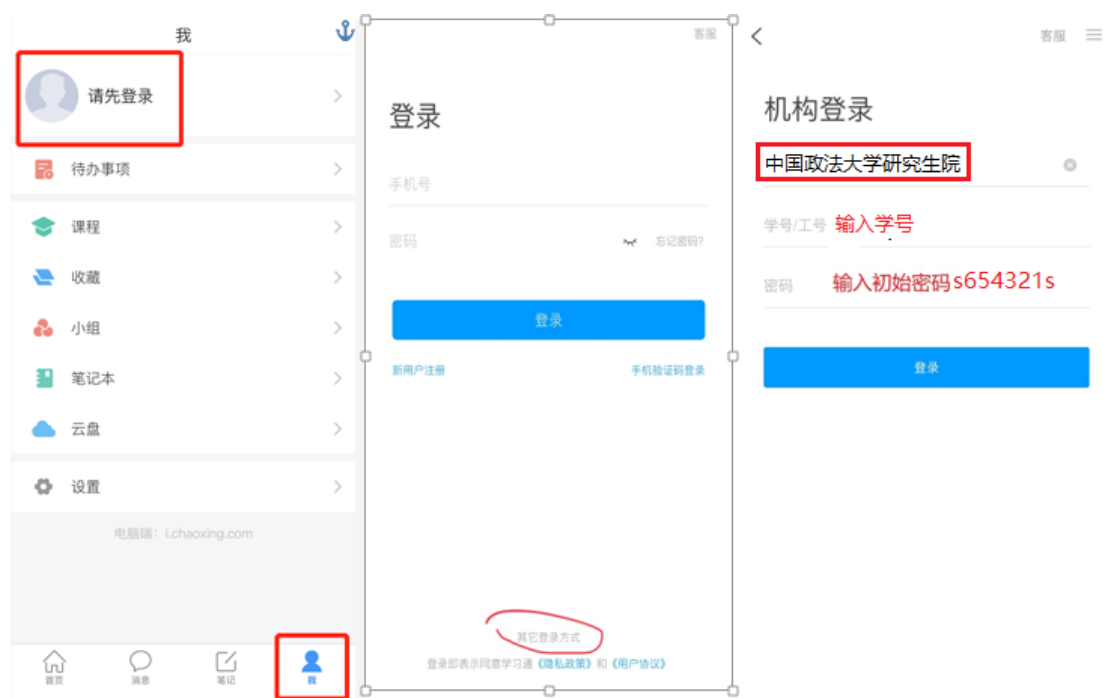 我
请先登录
待办事项
课程
收藏
小组
笔记本
云盘
设置
电脑端：i.chaoxing.com
首页
消息
笔记
我
客服
登录
手机号
密码
忘记密码?
登录
新用户注册
手机验证码登录
其它登录方式
登录即表示同意学习通《隐私政策》和《用户协议》
客服
机构登录
中国政法大学研究生院
学号/工号 输入学号
密码 输入初始密码s654321s
登录